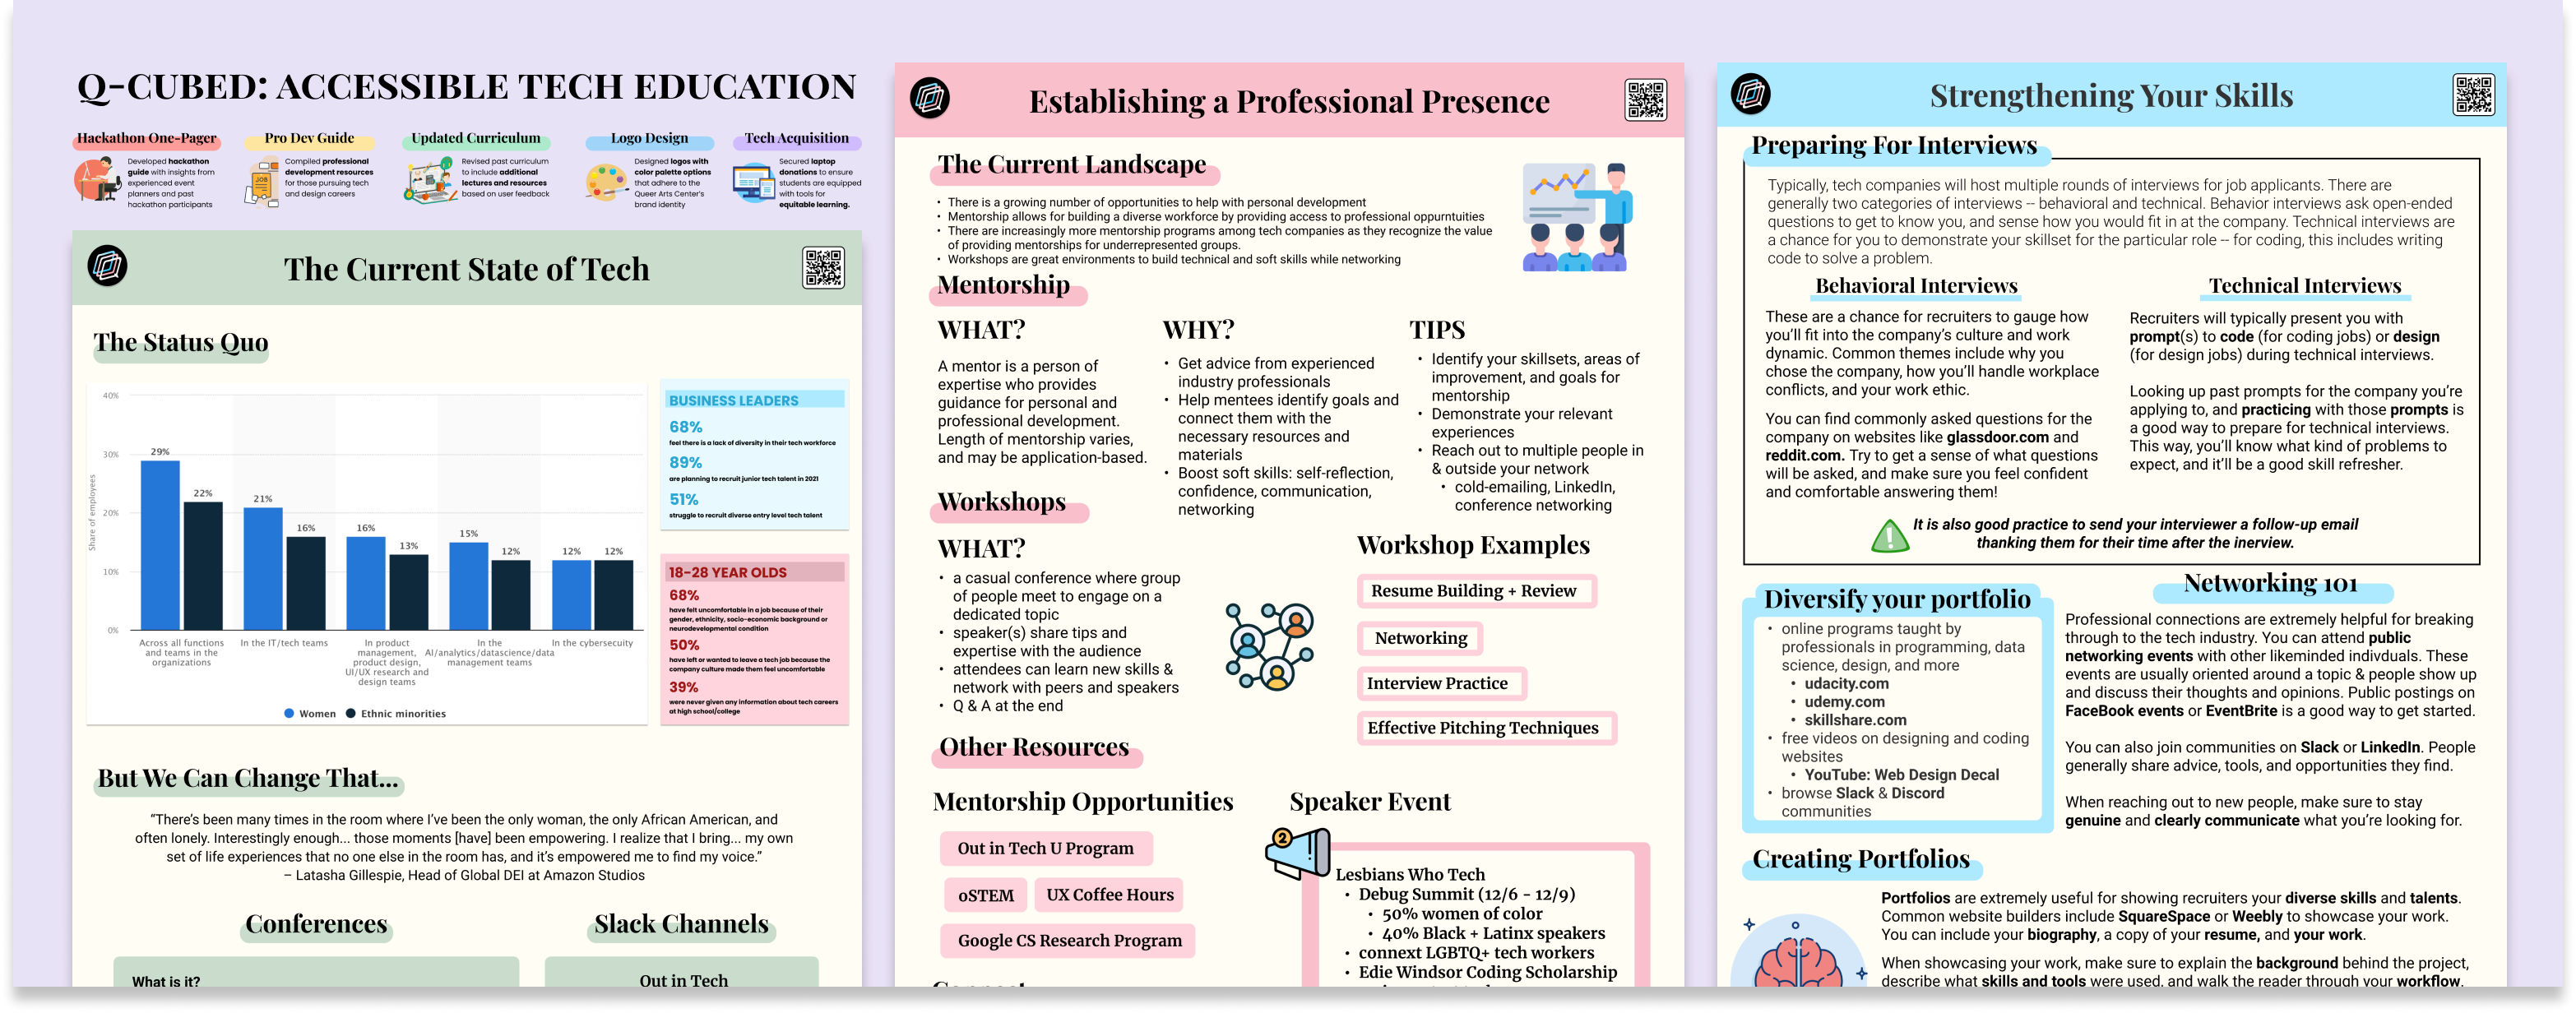 Q-CUBED: ACCESSIBLE TECH EDUCATION
Hackathon One-Pager
Developed hackathon
guide with insights from
experienced event
planners and past
hackathon participants
Pro Dev Guide
JOB
Compiled professional
development resources
for those pursuing tech
and design careers
Updated Curriculum
Revised past curriculum
to include additional
lectures and resources
based on user feedback
Logo Design
Designed logos with
color palette options
that adhere to the
Queer Arts Center's
brand identity
Tech Acquisition
Secured laptop
donations to ensure
students are equipped
with tools for
equitable learning.
The Current State of Tech
The Status Quo
Share of employees
40%
30%
20%
10%
0%
29%
22%
21%
16%
16%
13%
15%
12%
12%
12%
Across all functions
and teams in the
organizations
In the IT/tech teams
In product
management,
product design,
UI/UX research and
design teams
In the
AI/analytics/datascience/data
management teams
In the cybersecuity
Women
Ethnic minorities
BUSINESS LEADERS
68%
feel there is a lack of diversity in their tech workforce
89%
are planning to recruit junior tech talent in 2021
51%
struggle to recruit diverse entry level tech talent
18-28 YEAR OLDS
68%
have felt uncomfortable in a job because of their
gender, ethnicity, socio-economic background or
neurodevelopmental condition
50%
have left or wanted to leave a tech job because the
company culture made them feel uncomfortable
39%
were never given any information about tech careers
at high school/college
But We Can Change That...
“There’s been many times in the room where I’ve been the only woman, the only African American, and
often lonely. Interestingly enough... those moments [have] been empowering. I realize that I bring... my own
set of life experiences that no one else in the room has, and it’s empowered me to find my voice.”
– Latasha Gillespie, Head of Global DEI at Amazon Studios
Conferences
What is it?
Slack Channels
Out in Tech
Establishing a Professional Presence
The Current Landscape
• There is a growing number of opportunities to help with personal development
• Mentorship allows for building a diverse workforce by providing access to professional oppurntuities
• There are increasingly more mentorship programs among tech companies as they recognize the value
of providing mentorships for underrepresented groups.
• Workshops are great environments to build technical and soft skills while networking
Mentorship
WHAT?
A mentor is a person of
expertise who provides
guidance for personal and
professional development.
Length of mentorship varies,
and may be application-based.
WHY?
• Get advice from experienced
industry professionals
• Help mentees identify goals and
connect them with the
necessary resources and
materials
• Boost soft skills: self-reflection,
confidence, communication,
networking
TIPS
• Identify your skillsets, areas of
improvement, and goals for
mentorship
• Demonstrate your relevant
experiences
• Reach out to multiple people in
& outside your network
• cold-emailing, LinkedIn,
conference networking
Workshops
WHAT?
• a casual conference where group
of people meet to engage on a
dedicated topic
• speaker(s) share tips and
expertise with the audience
• attendees can learn new skills &
network with peers and speakers
• Q & A at the end
Workshop Examples
Resume Building + Review
Networking
Interview Practice
Effective Pitching Techniques
Other Resources
Mentorship Opportunities
Out in Tech U Program
oSTEM
UX Coffee Hours
Google CS Research Program
Speaker Event
2
Lesbians Who Tech
• Debug Summit (12/6 - 12/9)
• 50% women of color
• 40% Black + Latinx speakers
• connext LGBTQ+ tech workers
• Edie Windsor Coding Scholarship
Strengthening Your Skills
Preparing For Interviews
Typically, tech companies will host multiple rounds of interviews for job applicants. There are
generally two categories of interviews -- behavioral and technical. Behavior interviews ask open-ended
questions to get to know you, and sense how you would fit in at the company. Technical interviews are
a chance for you to demonstrate your skillset for the particular role -- for coding, this includes writing
code to solve a problem.
Behavioral Interviews
These are a chance for recruiters to gauge how
you’ll fit into the company’s culture and work
dynamic. Common themes include why you
chose the company, how you’ll handle workplace
conflicts, and your work ethic.
You can find commonly asked questions for the
company on websites like glassdoor.com and
reddit.com. Try to get a sense of what questions
will be asked, and make sure you feel confident
and comfortable answering them!
Technical Interviews
Recruiters will typically present you with
prompt(s) to code (for coding jobs) or design
(for design jobs) during technical interviews.
Looking up past prompts for the company you’re
applying to, and practicing with those prompts is
a good way to prepare for technical interviews.
This way, you’ll know what kind of problems to
expect, and it’ll be a good skill refresher.
It is also good practice to send your interviewer a follow-up email
thanking them for their time after the inerview.
Diversify your portfolio
• online programs taught by
professionals in programming, data
science, design, and more
• udacity.com
• udemy.com
• skillshare.com
• free videos on designing and coding
websites
• YouTube: Web Design Decal
• browse Slack & Discord
communities
Networking 101
Professional connections are extremely helpful for breaking
through to the tech industry. You can attend public
networking events with other likeminded indivduals. These
events are usually oriented around a topic & people show up
and discuss their thoughts and opinions. Public postings on
FaceBook events or EventBrite is a good way to get started.
You can also join communities on Slack or LinkedIn. People
generally share advice, tools, and opportunities they find.
When reaching out to new people, make sure to stay
genuine and clearly communicate what you’re looking for.
Creating Portfolios
Portfolios are extremely useful for showing recruiters your diverse skills and talents.
Common website builders include SquareSpace or Weebly to showcase your work.
You can include your biography, a copy of your resume, and your work.
When showcasing your work, make sure to explain the background behind the project,
describe what skills and tools were used, and walk the reader through your workflow.